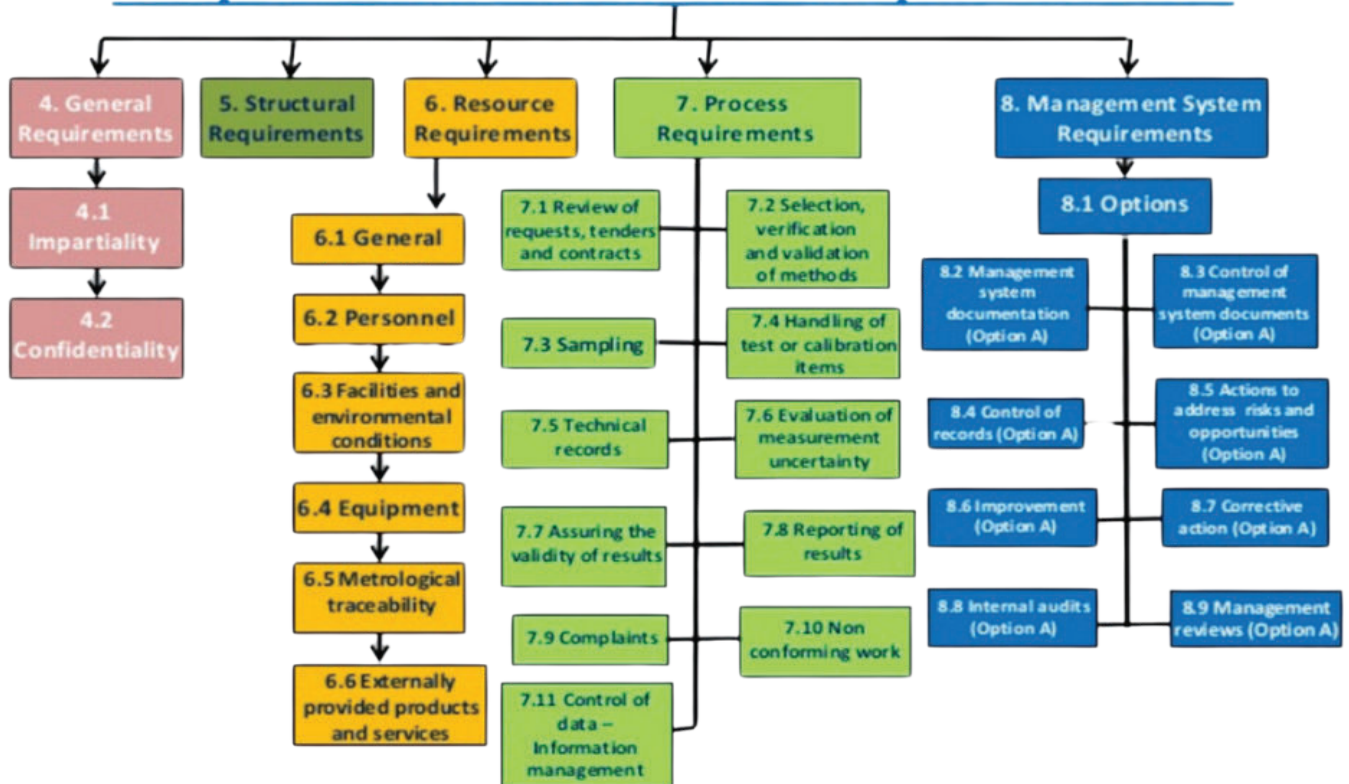 4. General
Requirements
5. Structural
Requirements
6. Resource
Requirements
7. Process
Requirements
8. Management System
Requirements
4.1
Impartiality
4.2
Confidentiality
6.1 General
6.2 Personnel
6.3 Facilities and
environmental
conditions
6.4 Equipment
6.5 Metrological
traceability
6.6 Externally
provided products
and services
7.1 Review of
requests, tenders
and contracts
7.2 Selection,
verification
and validation
of methods
7.3 Sampling
7.4 Handling of
test or calibration
items
7.5 Technical
records
7.6 Evaluation of
measurement
uncertainty
7.7 Assuring the
validity of results
7.8 Reporting of
results
7.9 Complaints
7.10 Non
conforming work
7.11 Control of
data –
Information
management
8.1 Options
8.2 Management
system
documentation
(Option A)
8.3 Control of
management
system documents
(Option A)
8.4 Control of
records (Option A)
8.5 Actions to
address risks and
opportunities
(Option A)
8.6 Improvement
(Option A)
8.7 Corrective
action (Option A)
8.8 Internal audits
(Option A)
8.9 Management
reviews (Option A)